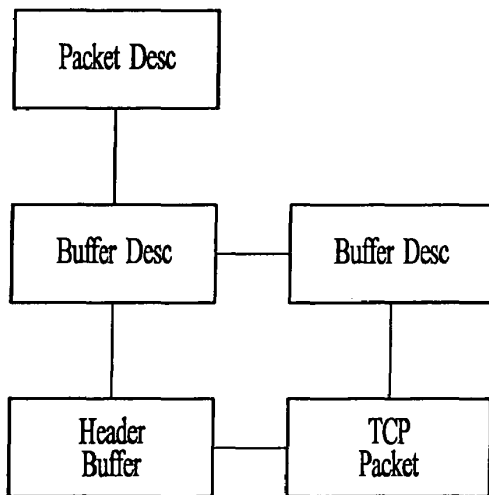 Packet Desc
Buffer Desc
Buffer Desc
Header
Buffer
TCP
Packet